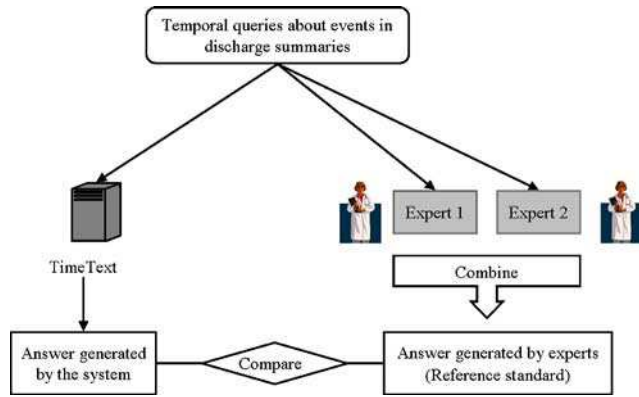 Temporal queries about events in
discharge summaries
Expert 1
Expert 2
TimeText
Combine
Answer generated
by the system
Compare
Answer generated by experts
(Reference standard)